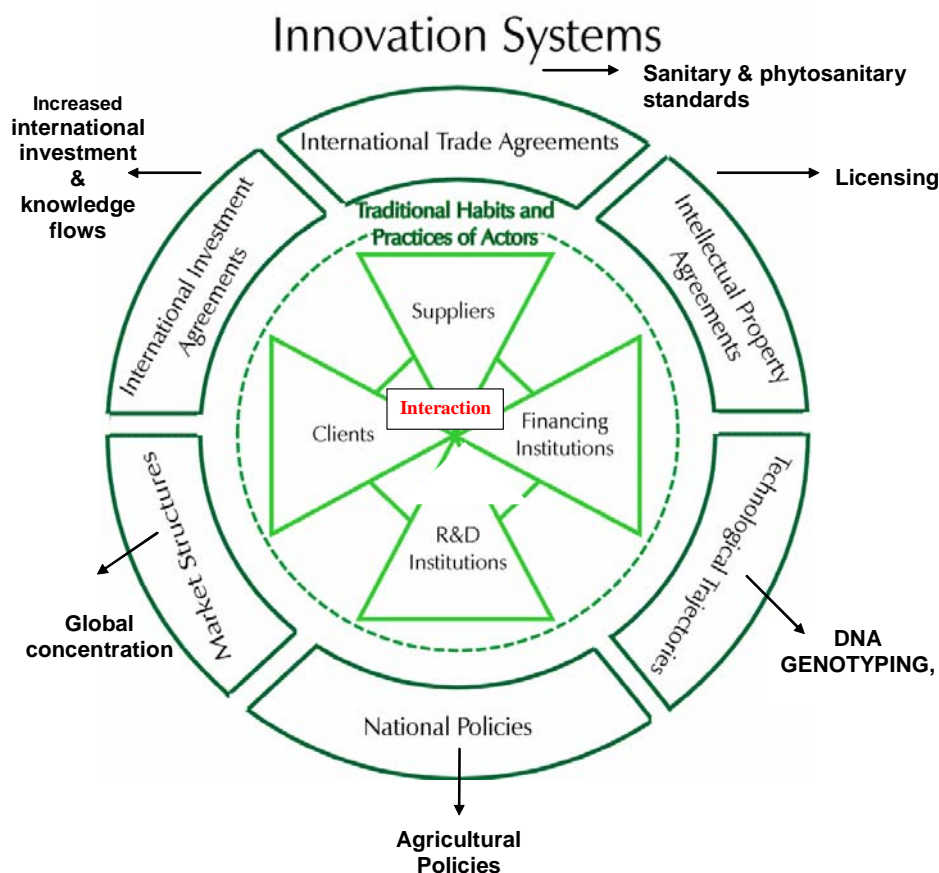 Innovation Systems
Sanitary & phytosanitary
standards
Increased
international
investment
&
knowledge
flows
International Trade Agreements
Licensing
International Investment
Agreements
Intellectual Property
Agreements
Traditional Habits and
Practices of Actors
Suppliers
Interaction
Clients
Financing
Institutions
R&D
Institutions
Market Structures
Technological Trajectories
Global
concentration
DNA
GENOTYPING,
National Policies
Agricultural
Policies